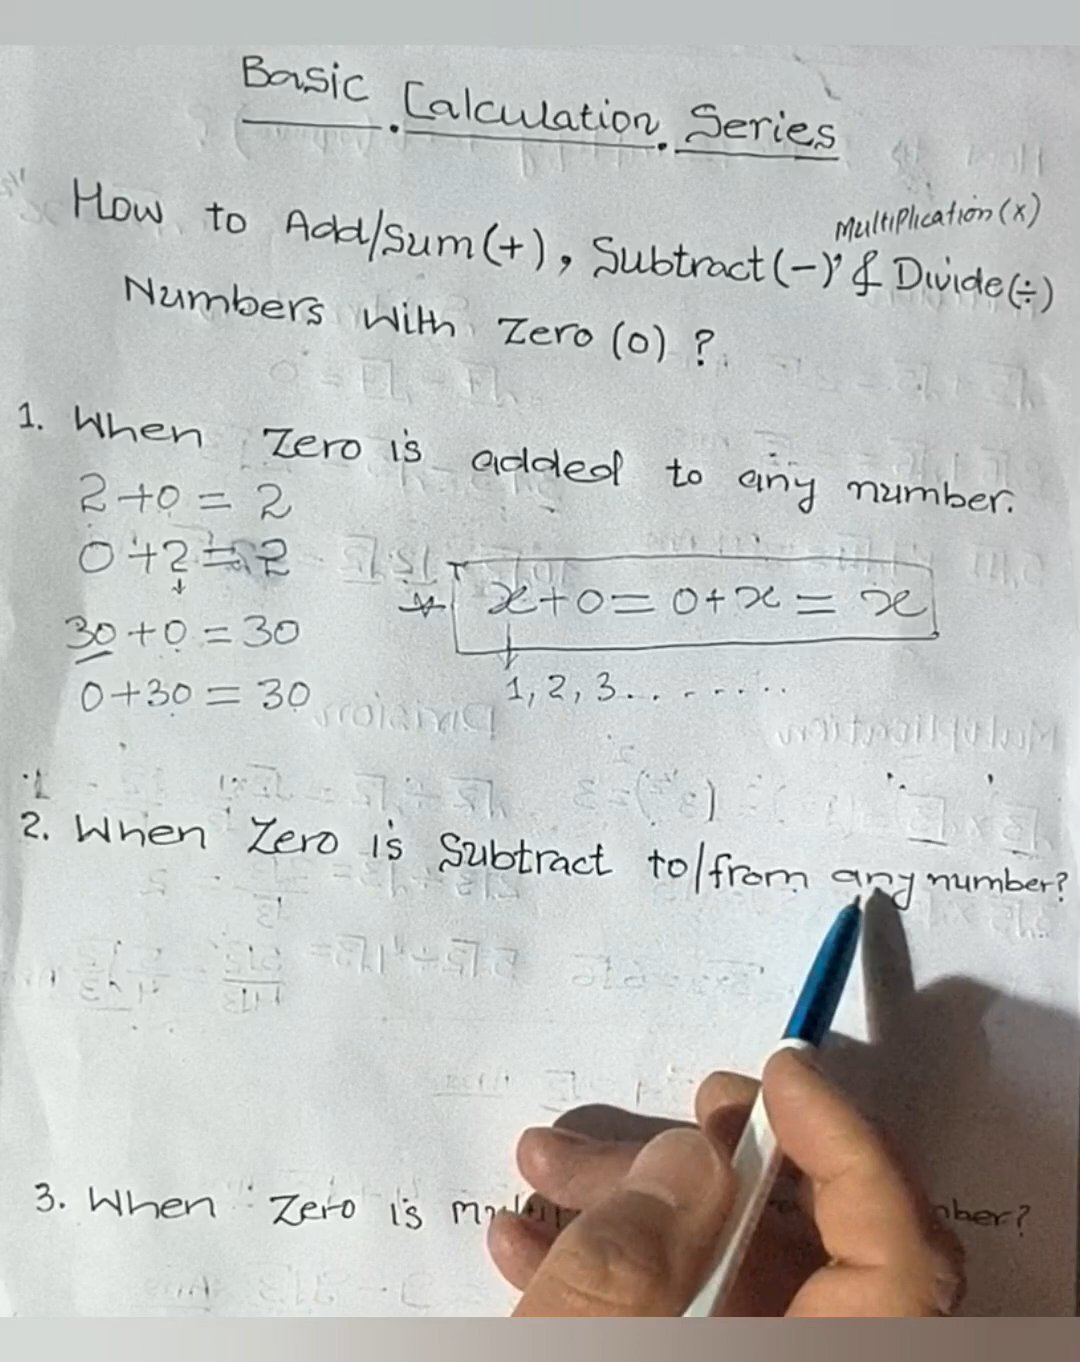 Basic Calculation Series
How to Add/Sum(+), Subtract(-), Multiplication(x) & Divide(÷)
Numbers with Zero (0) ?
1. When Zero is added to any number.
2+0 = 2
0+2 = 2
30+0 = 30
0+30 = 30
x+0 = 0+x = x
1, 2, 3.........
2. When Zero is Subtract to/from any number?
3. When Zero is